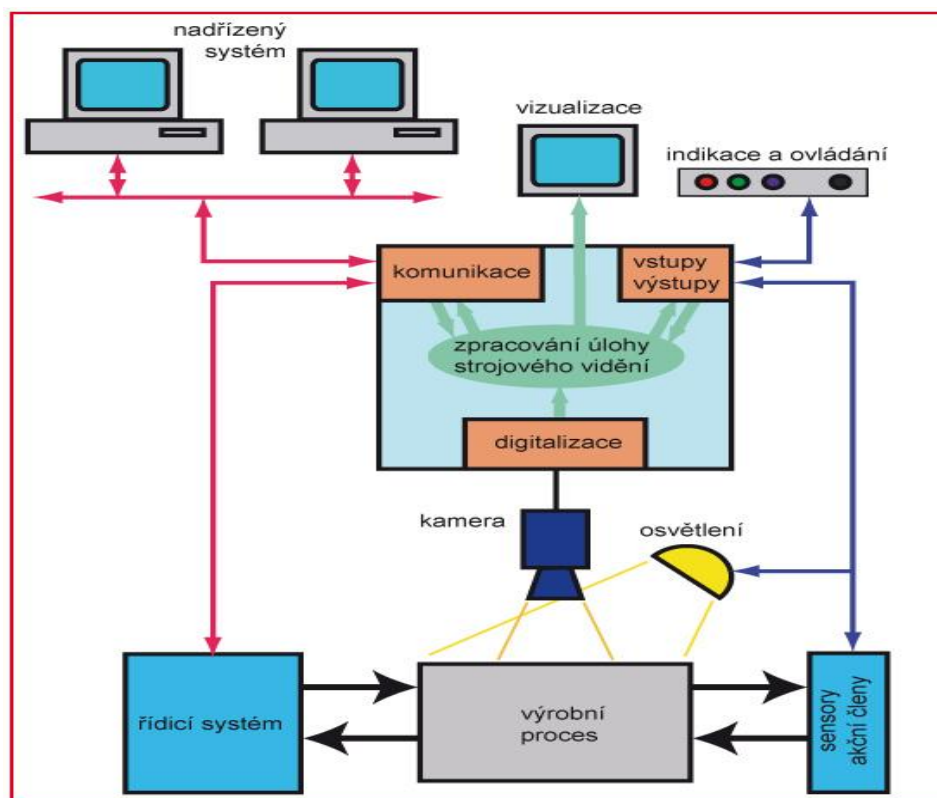 nadřízený
systém
vizualizace
indikace a ovládání
komunikace
vstupy
výstupy
zpracování úlohy
strojového vidění
digitalizace
kamera
osvětlení
řídicí systém
výrobní
proces
sensory
akční členy